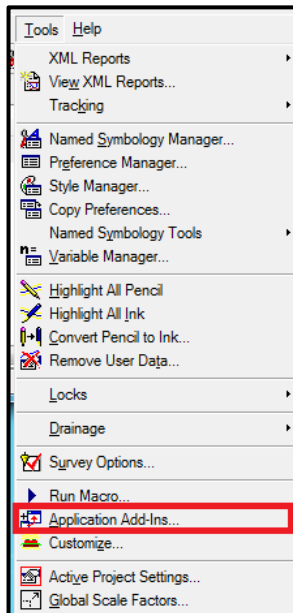 Tools Help
XML Reports
View XML Reports...
Tracking
Named Symbology Manager...
Preference Manager...
Style Manager...
Copy Preferences...
Named Symbology Tools
n=
Variable Manager...
Highlight All Pencil
Highlight All Ink
Convert Pencil to Ink...
Remove User Data...
Locks
Drainage
Survey Options...
Run Macro...
Application Add-Ins...
Customize...
Active Project Settings...
Global Scale Factors...